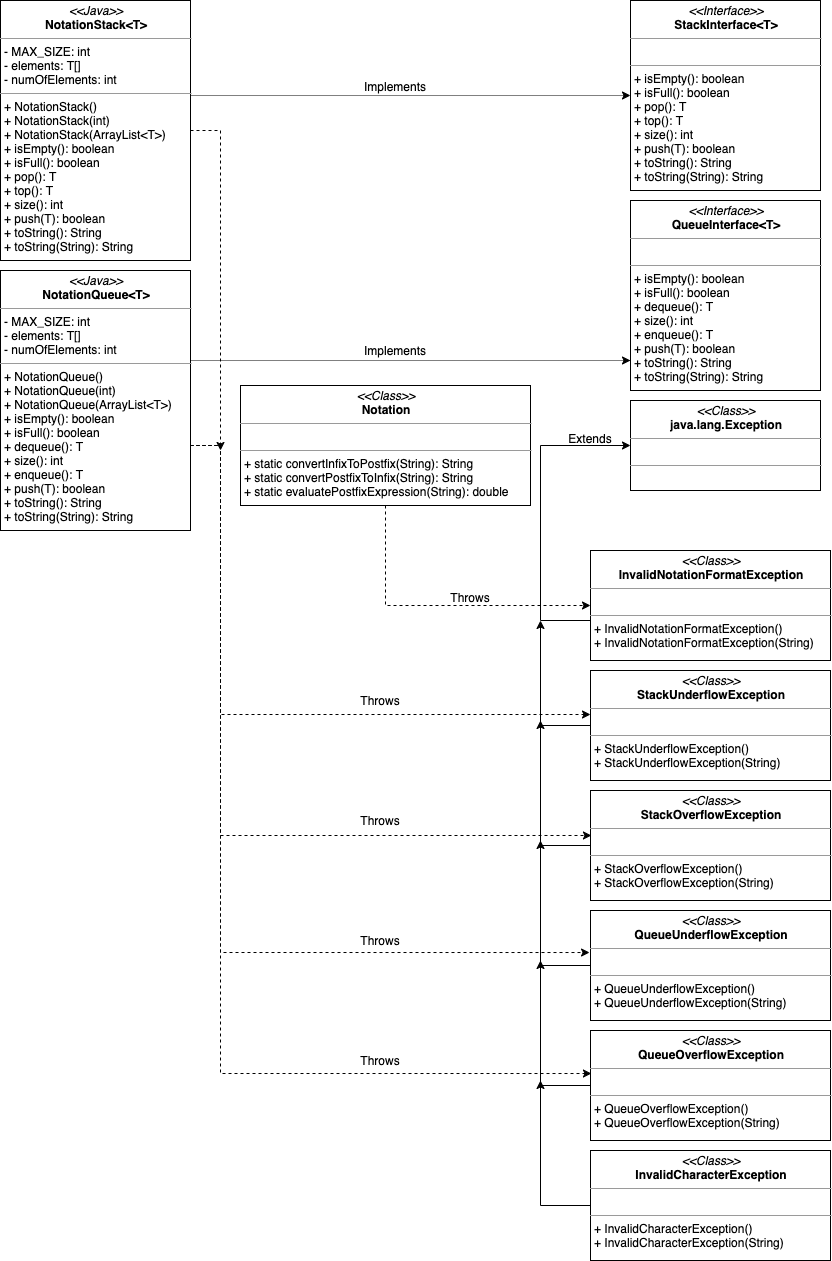 <<Java>>
NotationStack<T>
- MAX_SIZE: int
- elements: T[]
- numOfElements: int
+ NotationStack()
+ NotationStack(int)
+ NotationStack(ArrayList<T>)
+ isEmpty(): boolean
+ isFull(): boolean
+ pop(): T
+ top(): T
+ size(): int
+ push(T): boolean
+ toString(): String
+ toString(String): String
Implements
<<Interface>>
StackInterface<T>
+ isEmpty(): boolean
+ isFull(): boolean
+ pop(): T
+ top(): T
+ size(): int
+ push(T): boolean
+ toString(): String
+ toString(String): String
<<Java>>
NotationQueue<T>
- MAX_SIZE: int
- elements: T[]
- numOfElements: int
+ NotationQueue()
+ NotationQueue(int)
+ NotationQueue(ArrayList<T>)
+ isEmpty(): boolean
+ isFull(): boolean
+ dequeue(): T
+ size(): int
+ enqueue(): T
+ push(T): boolean
+ toString(): String
+ toString(String): String
Implements
<<Interface>>
QueueInterface<T>
+ isEmpty(): boolean
+ isFull(): boolean
+ dequeue(): T
+ size(): int
+ enqueue(): T
+ push(T): boolean
+ toString(): String
+ toString(String): String
<<Class>>
Notation
+ static convertInfixToPostfix(String): String
+ static convertPostfixToInfix(String): String
+ static evaluatePostfixExpression(String): double
Extends
<<Class>>
java.lang.Exception
Throws
<<Class>>
InvalidNotationFormatException
+ InvalidNotationFormatException()
+ InvalidNotationFormatException(String)
Throws
<<Class>>
StackUnderflowException
+ StackUnderflowException()
+ StackUnderflowException(String)
Throws
<<Class>>
StackOverflowException
+ StackOverflowException()
+ StackOverflowException(String)
Throws
<<Class>>
QueueUnderflowException
+ QueueUnderflowException()
+ QueueUnderflowException(String)
Throws
<<Class>>
QueueOverflowException
+ QueueOverflowException()
+ QueueOverflowException(String)
<<Class>>
InvalidCharacterException
+ InvalidCharacterException()
+ InvalidCharacterException(String)